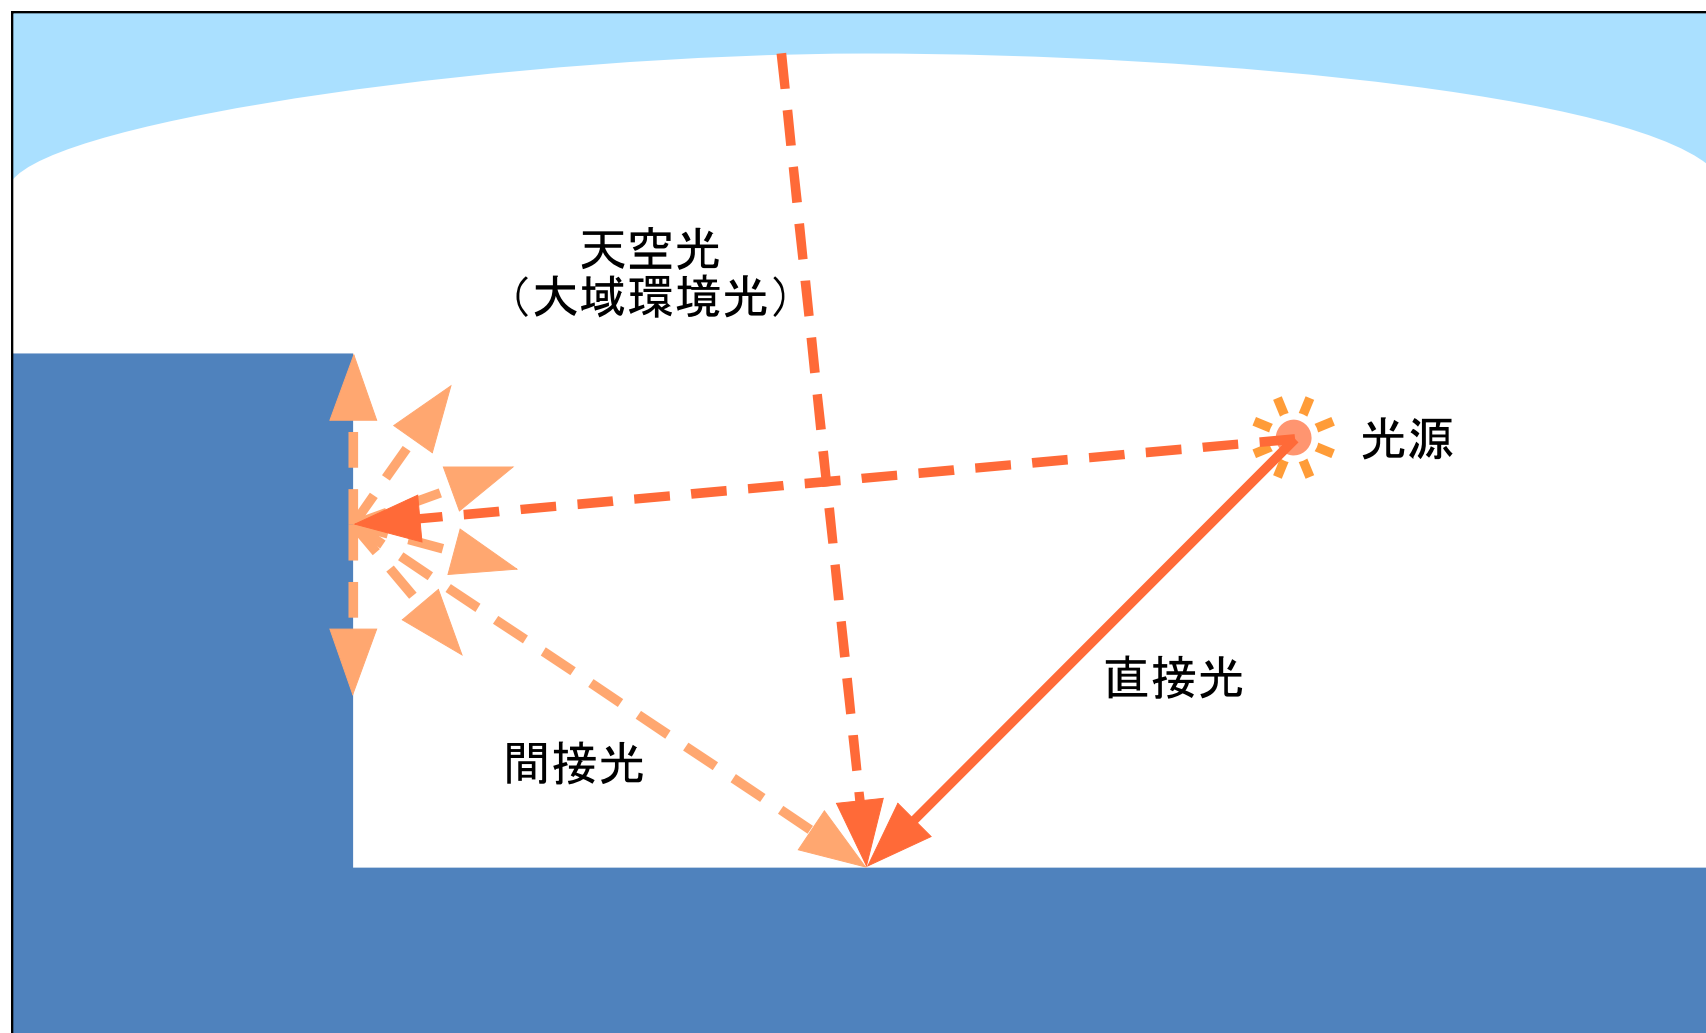 天空光
（大域環境光）
光源
直接光
間接光